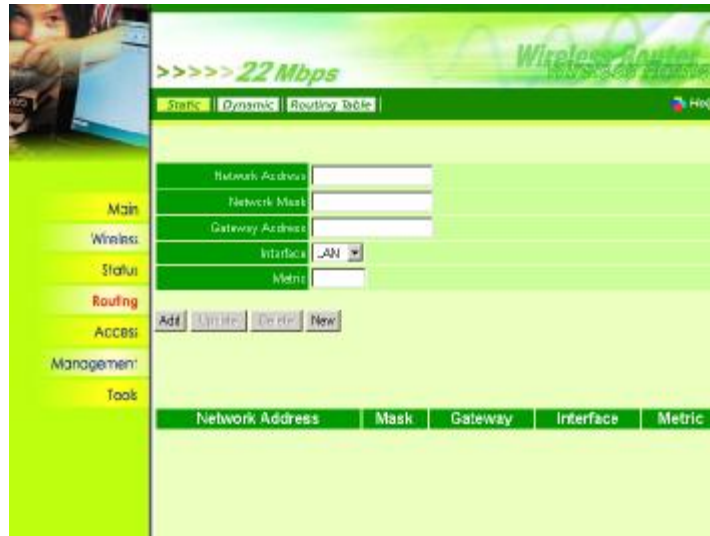 >>>>> 22 Mbps
Wireless Router
Static Dynamic Routing Table
Network Address
Network Mask
Gateway Address
Interface LAN
Metric
Main
Wireless
Status
Routing
Access
Management
Tools
Add Update Delete New
Network Address Mask Gateway Interface Metric